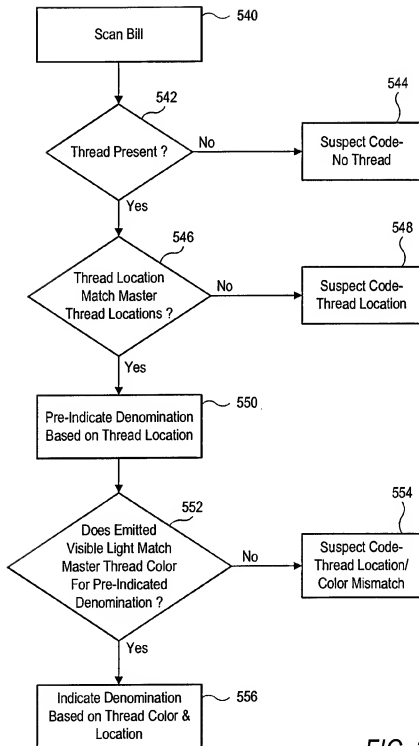 Scan Bill
540
542
Thread Present ?
No
544
Suspect Code-
No Thread
Yes
546
Thread Location
Match Master
Thread Locations ?
No
548
Suspect Code-
Thread Location
Yes
550
Pre-Indicate Denomination
Based on Thread Location
552
Does Emitted
Visible Light Match
Master Thread Color
For Pre-Indicated
Denomination ?
No
554
Suspect Code-
Thread Location/
Color Mismatch
Yes
556
Indicate Denomination
Based on Thread Color &
Location